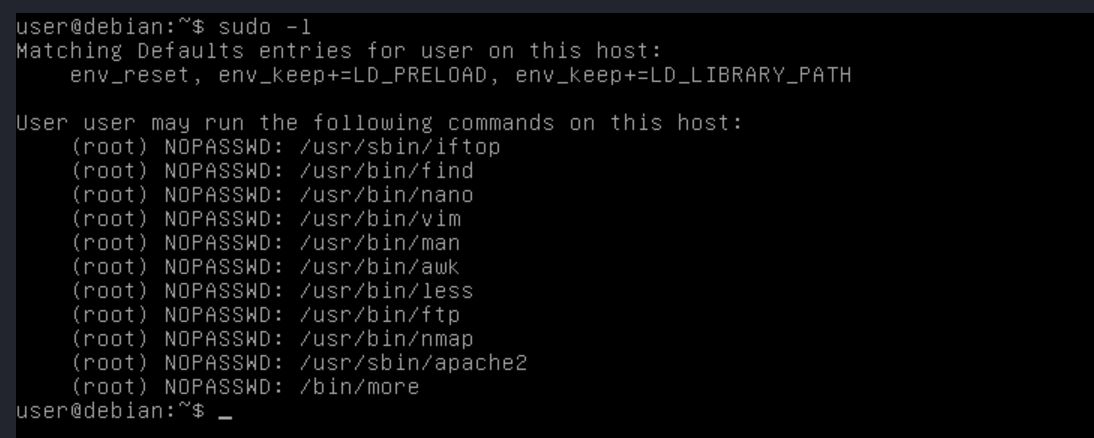 user@debian:~$ sudo -l
Matching Defaults entries for user on this host:
    env_reset, env_keep+=LD_PRELOAD, env_keep+=LD_LIBRARY_PATH

User user may run the following commands on this host:
    (root) NOPASSWD: /usr/sbin/iftop
    (root) NOPASSWD: /usr/bin/find
    (root) NOPASSWD: /usr/bin/nano
    (root) NOPASSWD: /usr/bin/vim
    (root) NOPASSWD: /usr/bin/man
    (root) NOPASSWD: /usr/bin/awk
    (root) NOPASSWD: /usr/bin/less
    (root) NOPASSWD: /usr/bin/ftp
    (root) NOPASSWD: /usr/bin/nmap
    (root) NOPASSWD: /usr/sbin/apache2
    (root) NOPASSWD: /bin/more
user@debian:~$ _